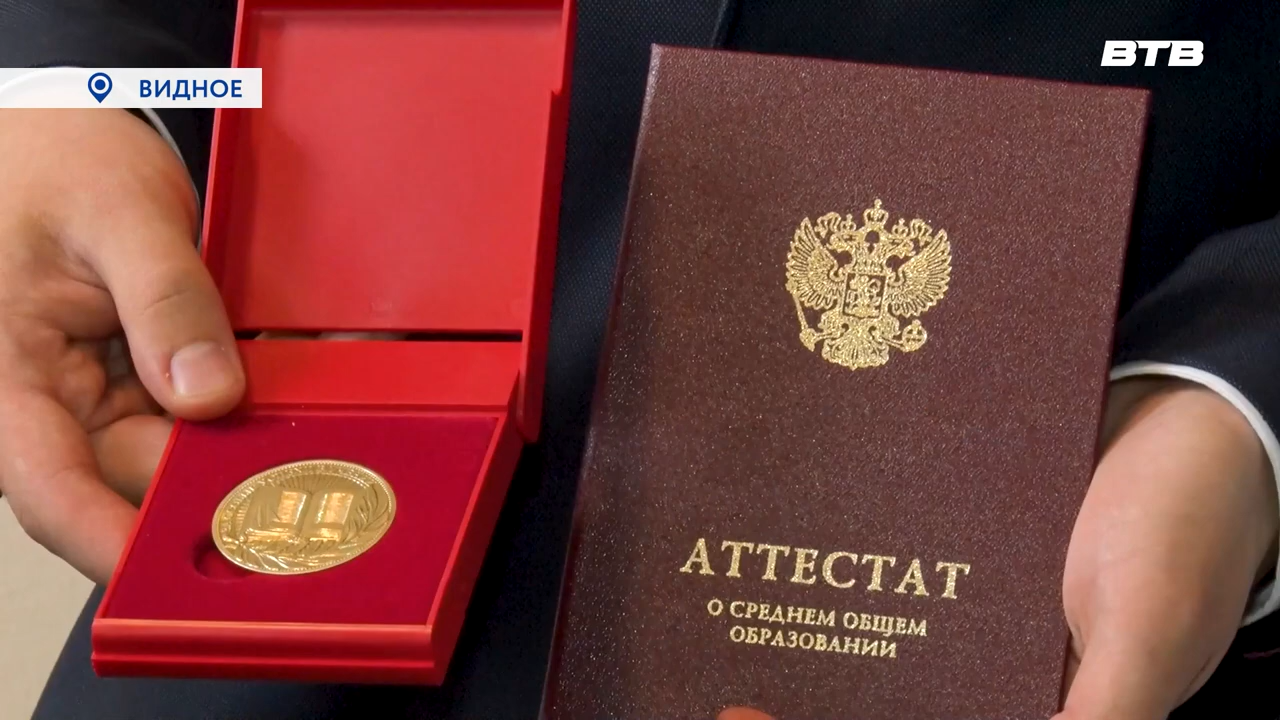 ВИДНОЕ
ВТВ
АТТЕСТАТ
О СРЕДНЕМ ОБЩЕМ
ОБРАЗОВАНИИ